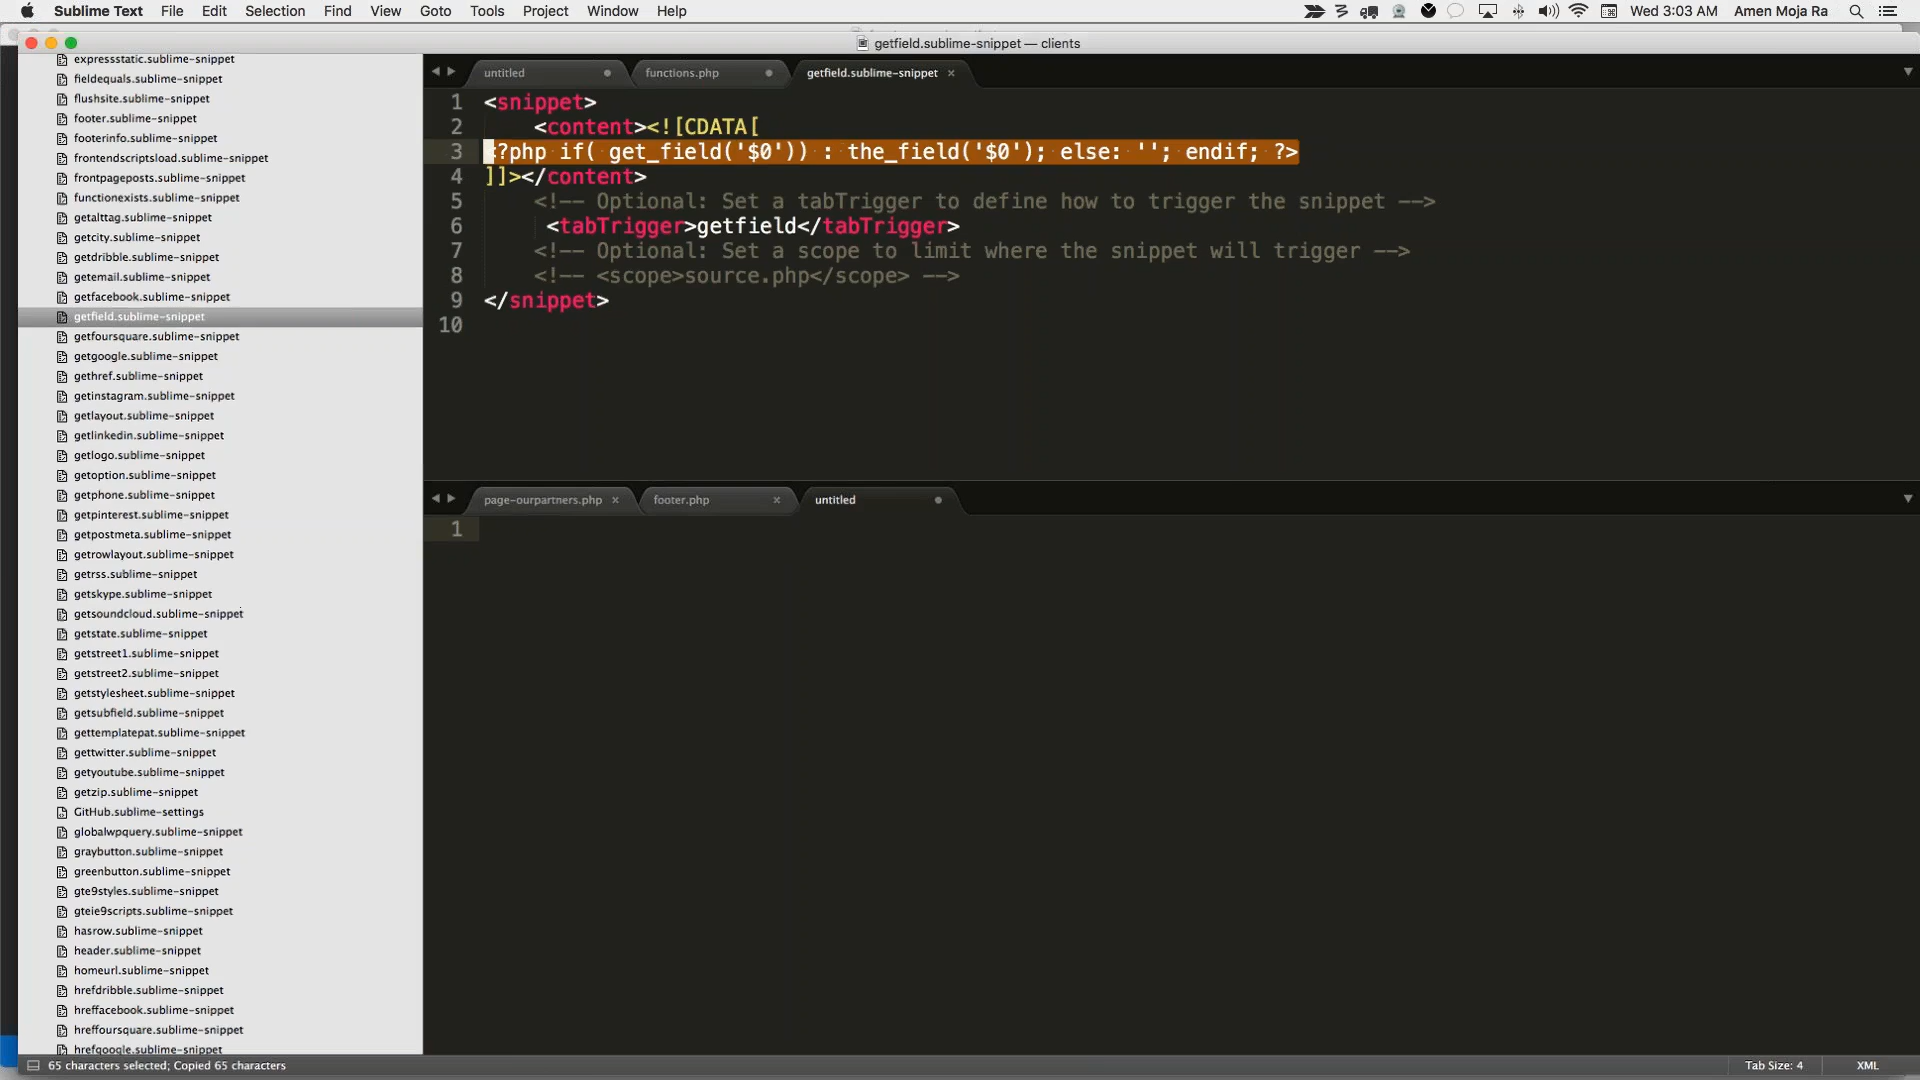 Sublime Text File Edit Selection Find View Goto Tools Project Window Help Wed 3:03 AM Amen Moja Ra
getfield.sublime-snippet — clients
expressstatic.sublime-snippet
fieldequals.sublime-snippet
flushsite.sublime-snippet
footer.sublime-snippet
footerinfo.sublime-snippet
frontendscriptsload.sublime-snippet
frontpageposts.sublime-snippet
functionexists.sublime-snippet
getalttag.sublime-snippet
getcity.sublime-snippet
getdribble.sublime-snippet
getemail.sublime-snippet
getfacebook.sublime-snippet
getfield.sublime-snippet
getfoursquare.sublime-snippet
getgoogle.sublime-snippet
gethref.sublime-snippet
getinstagram.sublime-snippet
getlayout.sublime-snippet
getlinkedin.sublime-snippet
getlogo.sublime-snippet
getoption.sublime-snippet
getphone.sublime-snippet
getpinterest.sublime-snippet
getpostmeta.sublime-snippet
getrowlayout.sublime-snippet
getrss.sublime-snippet
getskype.sublime-snippet
getsoundcloud.sublime-snippet
getstate.sublime-snippet
getstreet1.sublime-snippet
getstreet2.sublime-snippet
getstylesheet.sublime-snippet
getsubfield.sublime-snippet
gettemplatepat.sublime-snippet
gettwitter.sublime-snippet
getyoutube.sublime-snippet
getzip.sublime-snippet
GitHub.sublime-settings
globalwpquery.sublime-snippet
graybutton.sublime-snippet
greenbutton.sublime-snippet
gte9styles.sublime-snippet
gteie9scripts.sublime-snippet
hasrow.sublime-snippet
header.sublime-snippet
homeurl.sublime-snippet
hrefdribble.sublime-snippet
hreffacebook.sublime-snippet
hreffoursquare.sublime-snippet
hrefgoogle.sublime-snippet
untitled functions.php getfield.sublime-snippet
1 <snippet>
2 <content><![CDATA[
3 <?php if( get_field('$0')) : the_field('$0'); else: ''; endif; ?>
4 ]]></content>
5 <!-- Optional: Set a tabTrigger to define how to trigger the snippet -->
6 <tabTrigger>getfield</tabTrigger>
7 <!-- Optional: Set a scope to limit where the snippet will trigger -->
8 <!-- <scope>source.php</scope> -->
9 </snippet>
10
page-ourpartners.php footer.php untitled
1
65 characters selected; Copied 65 characters Tab Size: 4 XML